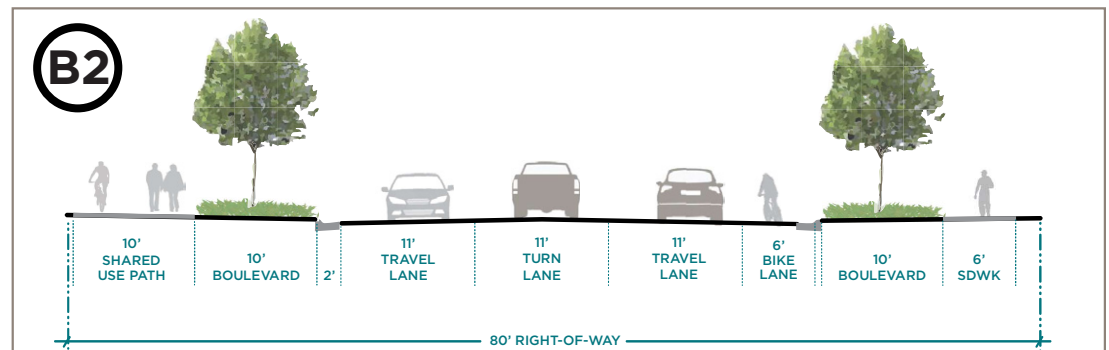 B2
10'
SHARED
USE PATH
10'
BOULEVARD
2'
11'
TRAVEL
LANE
11'
TURN
LANE
11'
TRAVEL
LANE
6'
BIKE
LANE
10'
BOULEVARD
6'
SDWK
80' RIGHT-OF-WAY